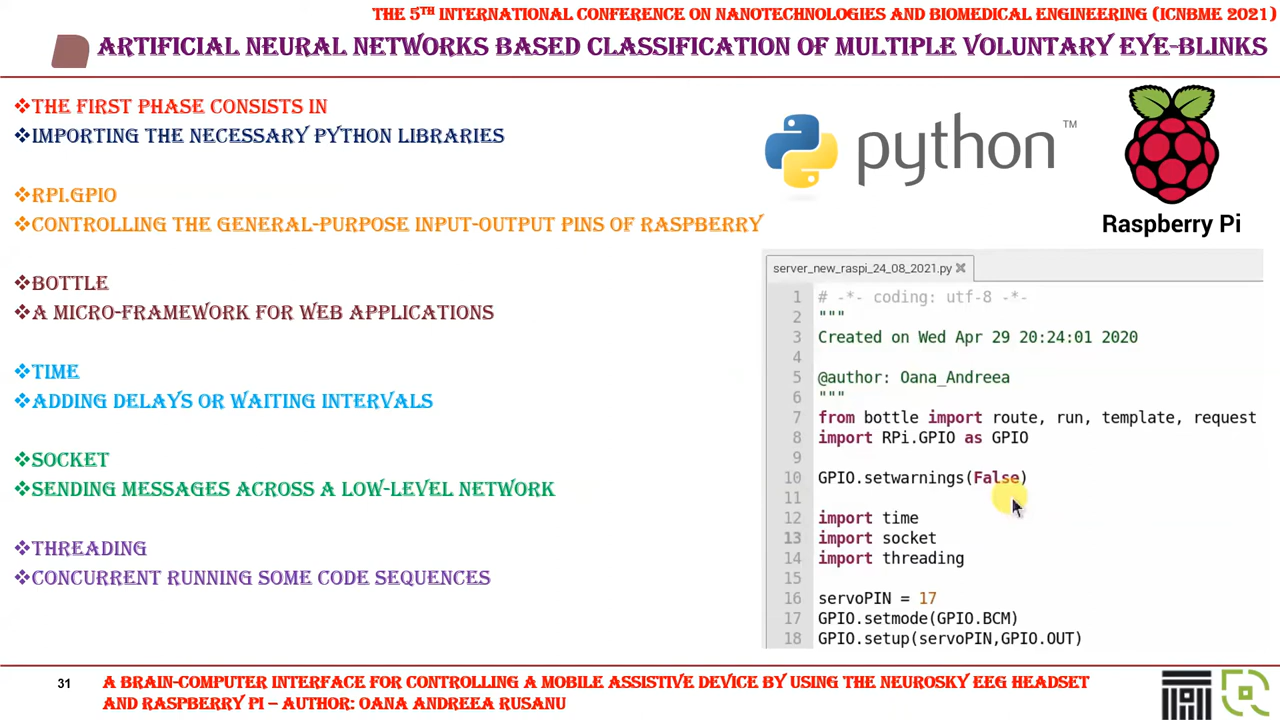 THE 5TH INTERNATIONAL CONFERENCE ON NANOTECHNOLOGIES AND BIOMEDICAL ENGINEERING (ICNBME 2021)
ARTIFICIAL NEURAL NETWORKS BASED CLASSIFICATION OF MULTIPLE VOLUNTARY EYE-BLINKS
❖THE FIRST PHASE CONSISTS IN
❖IMPORTING THE NECESSARY PYTHON LIBRARIES
❖RPI.GPIO
❖CONTROLLING THE GENERAL-PURPOSE INPUT-OUTPUT PINS OF RASPBERRY
❖BOTTLE
❖A MICRO-FRAMEWORK FOR WEB APPLICATIONS
❖TIME
❖ADDING DELAYS OR WAITING INTERVALS
❖SOCKET
❖SENDING MESSAGES ACROSS A LOW-LEVEL NETWORK
❖THREADING
❖CONCURRENT RUNNING SOME CODE SEQUENCES
python™
Raspberry Pi
server_new_raspi_24_08_2021.py
1 # -*- coding: utf-8 -*-
2 """
3 Created on Wed Apr 29 20:24:01 2020
4
5 @author: Oana_Andreea
6 """
7 from bottle import route, run, template, request
8 import RPi.GPIO as GPIO
9
10 GPIO.setwarnings(False)
11
12 import time
13 import socket
14 import threading
15
16 servoPIN = 17
17 GPIO.setmode(GPIO.BCM)
18 GPIO.setup(servoPIN,GPIO.OUT)
31
A BRAIN-COMPUTER INTERFACE FOR CONTROLLING A MOBILE ASSISTIVE DEVICE BY USING THE NEUROSKY EEG HEADSET
AND RASPBERRY PI – AUTHOR: OANA ANDREEA RUSANU